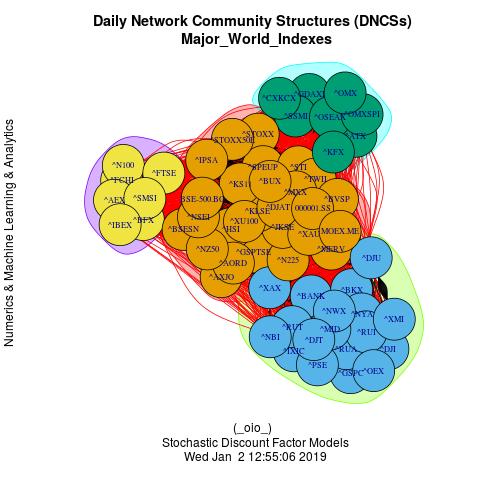 Daily Network Community Structures (DNCSs)
Major_World_Indexes
Numerics & Machine Learning & Analytics
^CXKCX
^GDAXI
^OMX
^SSMI
^OSEAX
^OMXSPI
^ATX
^KFX
^STOXX50E
^STOXX
^IPSA
^N100
^FCHI
^FTSE
^AEX
^SMSI
^IBEX
^BFX
^SPEUP
^STI
^KS11
^BUX
^TWII
^MXX
^BVSP
BSE-500.BO
^NSEI
^KLSE
^DJAT
000001.SS
^XU100
^BSESN
^HSI
^JKSE
^XAU
MOEX.ME
^NZ50
^GSPTSE
^MERV
^AORD
^N225
^AXJO
^DJU
^XAX
^BANK
^BKX
^NWX
^NYA
^XMI
^RUT
^MID
^RUI
^NBI
^DJT
^IXIC
^RUA
^DJI
^PSE
^GSPC
^OEX
(_oio_)
Stochastic Discount Factor Models
Wed Jan 2 12:55:06 2019